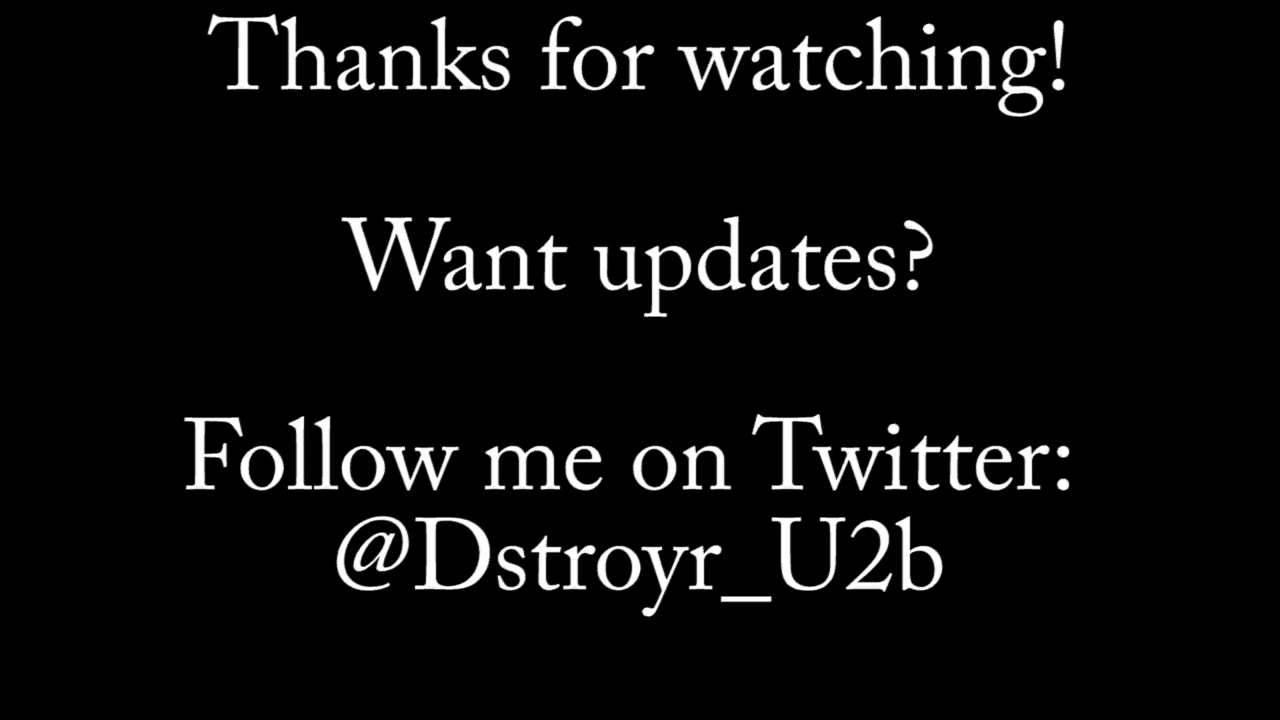 Thanks for watching!
Want updates?
Follow me on Twitter:
@Dstroyr_U2b